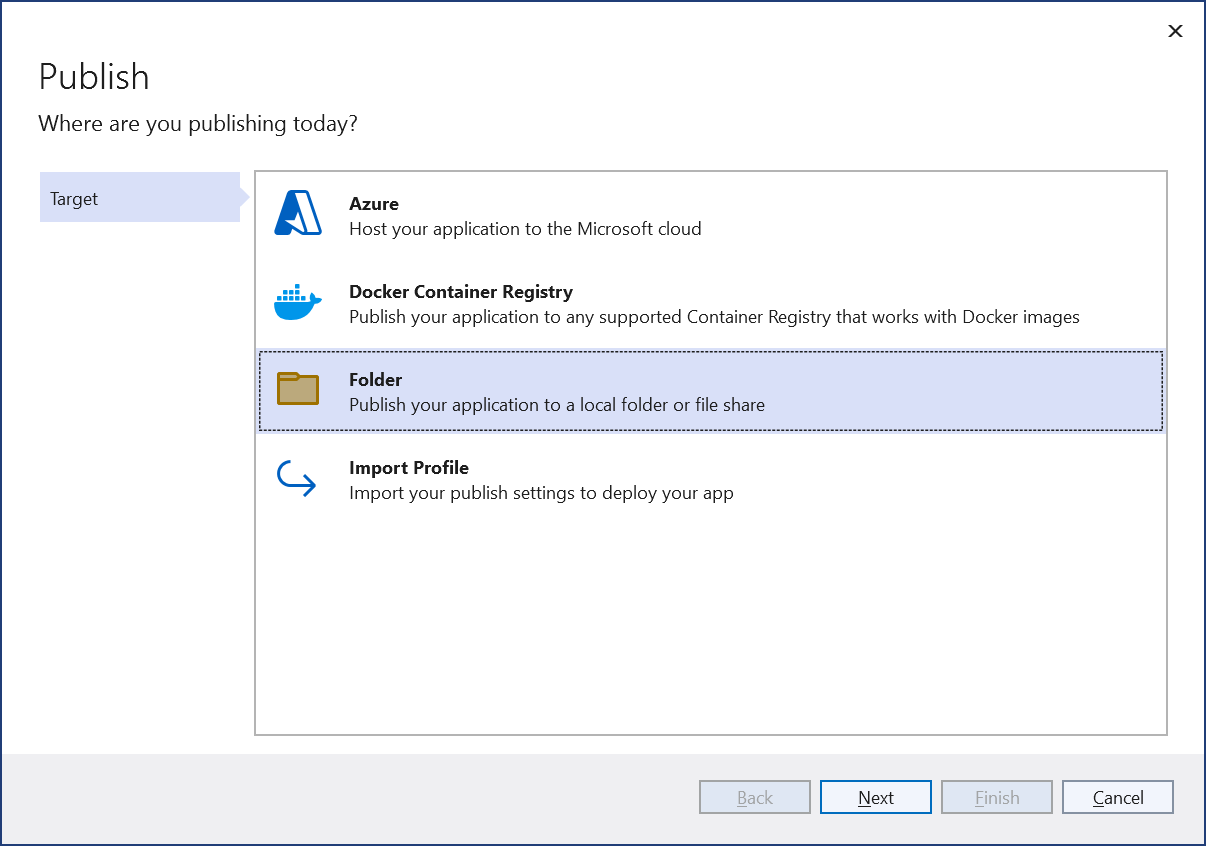 Publish
Where are you publishing today?
Target
Azure
Host your application to the Microsoft cloud
Docker Container Registry
Publish your application to any supported Container Registry that works with Docker images
Folder
Publish your application to a local folder or file share
Import Profile
Import your publish settings to deploy your app
Back
Next
Finish
Cancel